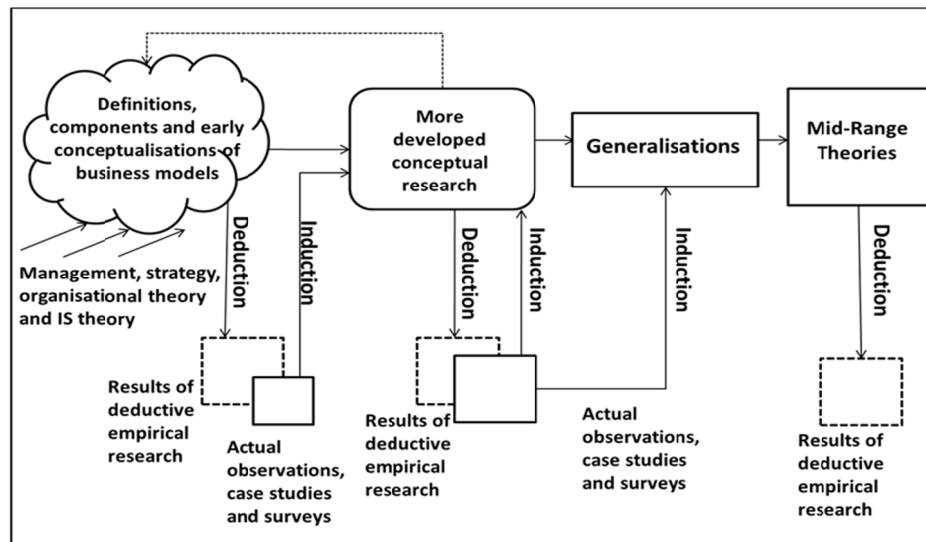 Definitions,
components and early
conceptualisations of
business models
More
developed
conceptual
research
Generalisations
Mid-Range
Theories
Management, strategy,
organisational theory
and IS theory
Deduction
Induction
Deduction
Induction
Induction
Deduction
Results of
deductive
empirical
research
Actual
observations,
case studies
and surveys
Results of
deductive
empirical
research
Actual
observations,
case studies
and surveys
Results of
deductive
empirical
research